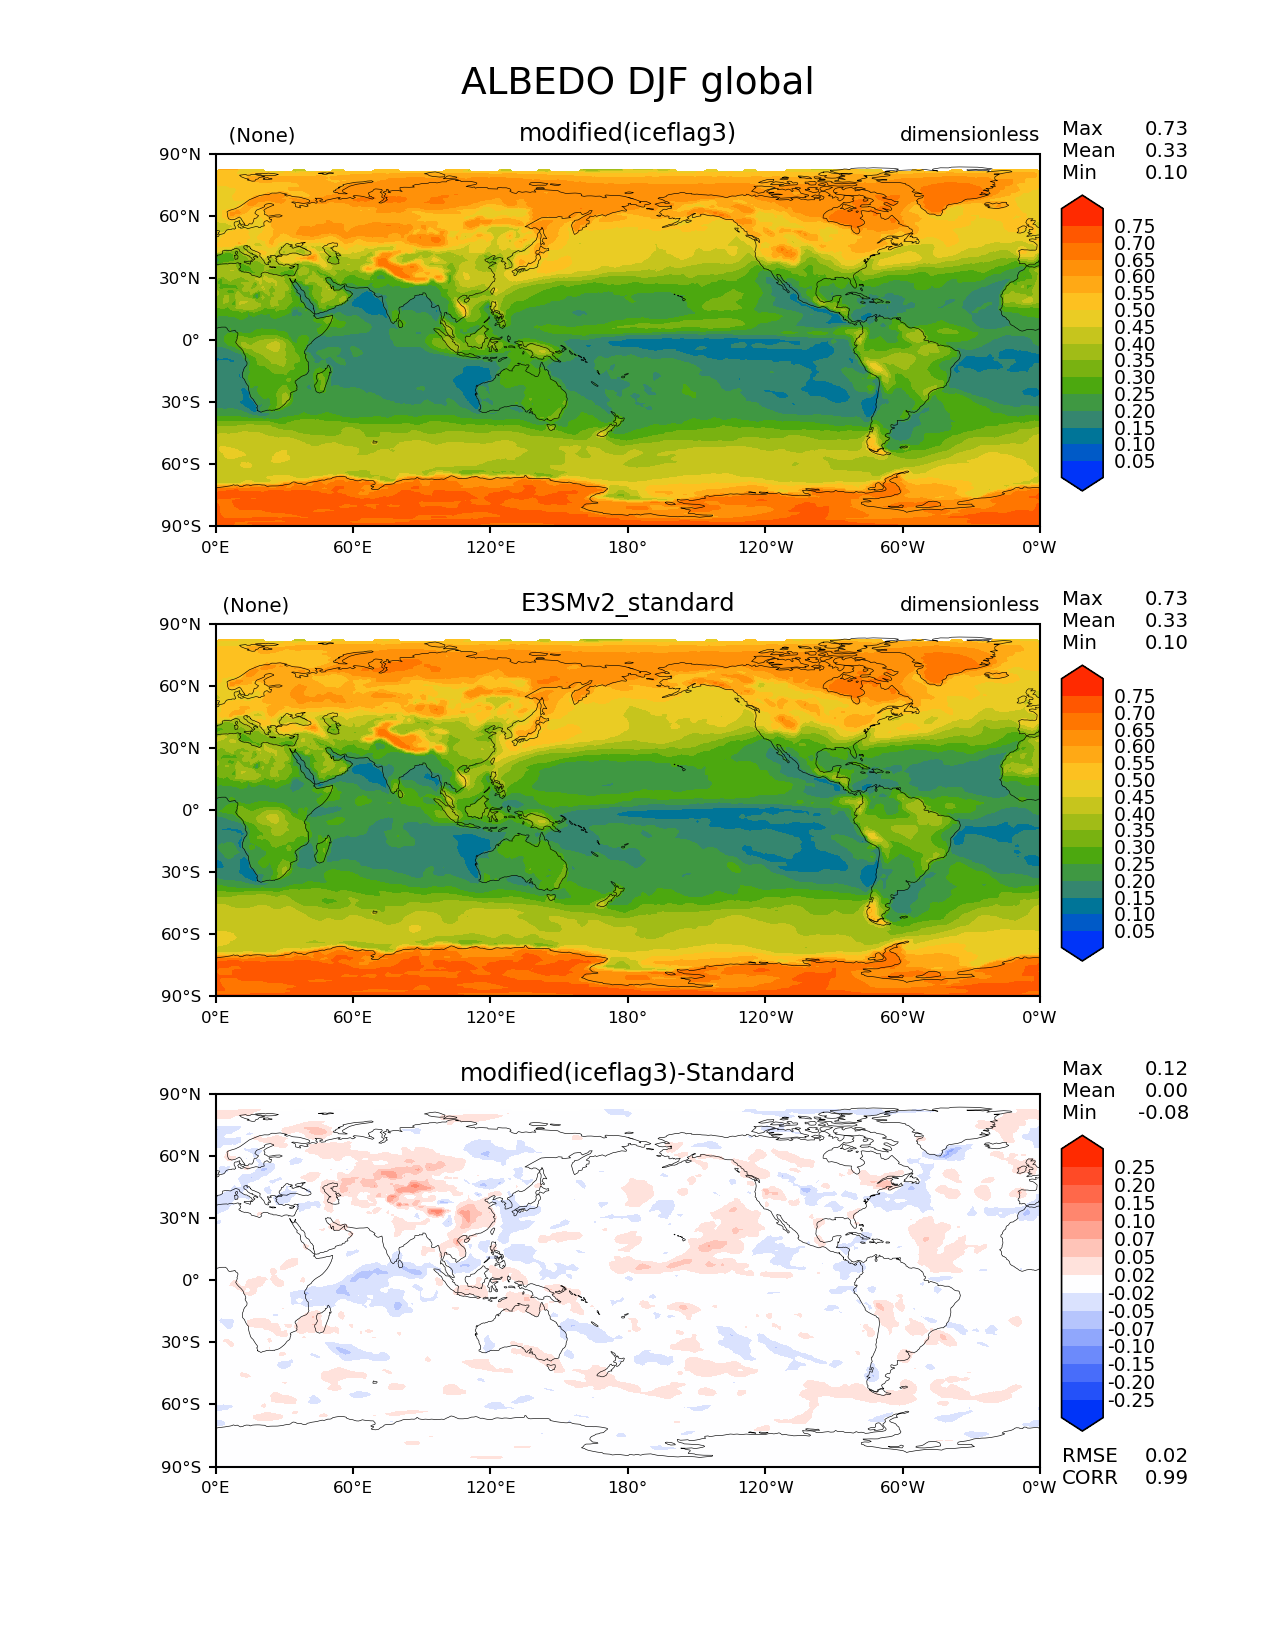 ALBEDO DJF global
(None) modified(iceflag3) dimensionless
Max 0.73
Mean 0.33
Min 0.10
90°N
60°N
30°N
0°
30°S
60°S
90°S
0°E 60°E 120°E 180° 120°W 60°W 0°W
0.75
0.70
0.65
0.60
0.55
0.50
0.45
0.40
0.35
0.30
0.25
0.20
0.15
0.10
0.05
(None) E3SMv2_standard dimensionless
Max 0.73
Mean 0.33
Min 0.10
90°N
60°N
30°N
0°
30°S
60°S
90°S
0°E 60°E 120°E 180° 120°W 60°W 0°W
0.75
0.70
0.65
0.60
0.55
0.50
0.45
0.40
0.35
0.30
0.25
0.20
0.15
0.10
0.05
modified(iceflag3)-Standard
Max 0.12
Mean 0.00
Min -0.08
90°N
60°N
30°N
0°
30°S
60°S
90°S
0°E 60°E 120°E 180° 120°W 60°W 0°W
0.25
0.20
0.15
0.10
0.07
0.05
0.02
-0.02
-0.05
-0.07
-0.10
-0.15
-0.20
-0.25
RMSE 0.02
CORR 0.99